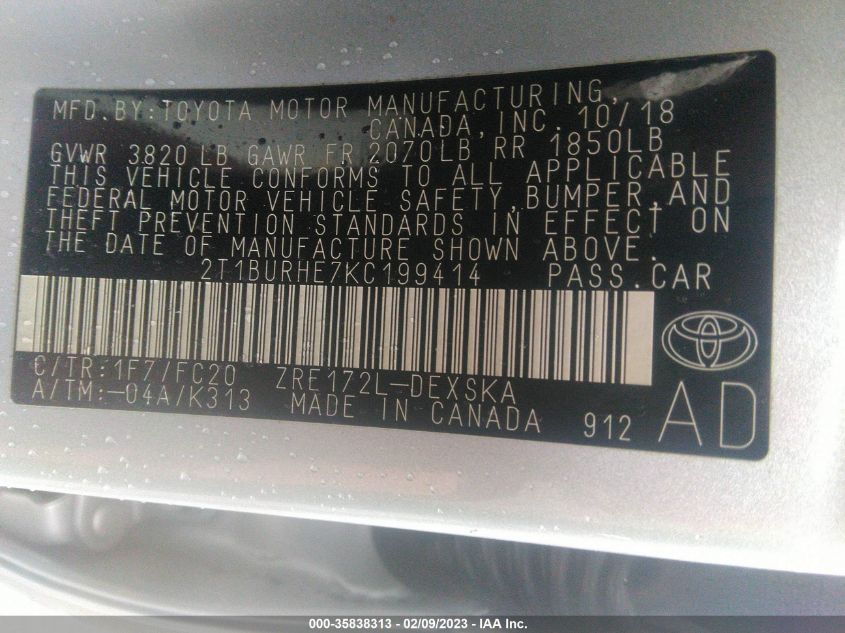 MFD.BY:TOYOTA MOTOR MANUFACTURING,
CANADA,INC. 10/18
GVWR 3820 LB GAWR FR 2070LB RR 1850LB
THIS VEHICLE CONFORMS TO ALL APPLICABLE
FEDERAL MOTOR VEHICLE SAFETY,BUMPER,AND
THEFT PREVENTION STANDARDS IN EFFECT ON
THE DATE OF MANUFACTURE SHOWN ABOVE.
2T1BURHE7KC199414 PASS.CAR
C/TR:1F7/FC20 ZRE172L-DEXSKA
A/TM:-04A/K313 MADE IN CANADA 912
AD
000-35838313 - 02/09/2023 - IAA Inc.